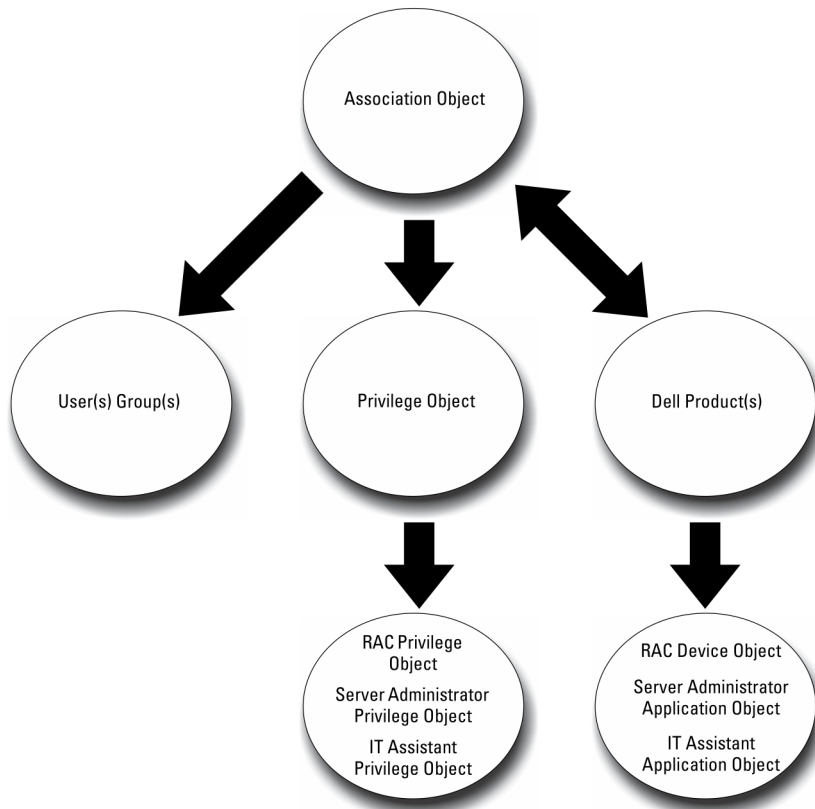 Association Object
User(s) Group(s)
Privilege Object
Dell Product(s)
RAC Privilege
Object
Server Administrator
Privilege Object
IT Assistant
Privilege Object
RAC Device Object
Server Administrator
Application Object
IT Assistant
Application Object